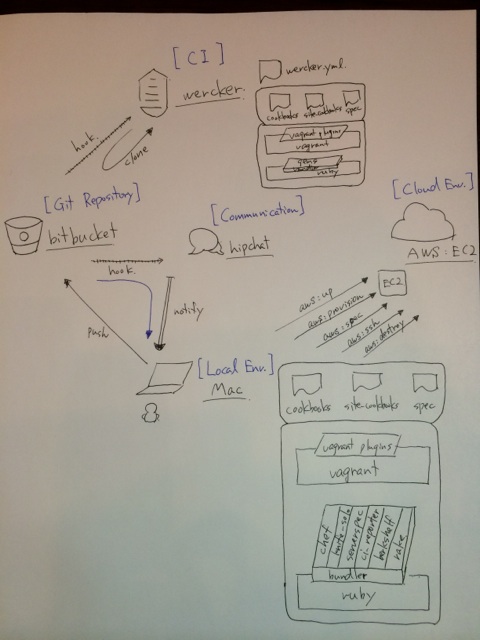 [CI]
wercker.
wercker.yml.
cookbooks site-cookbooks spec
vagrant plugins
vagrant
gems
ruby
hook.
clone
[Git Repository]
bitbucket
[Communication]
hipchat
[Cloud Env.]
AWS:EC2
EC2
hook.
notify
push
aws:up
aws:provision
aws:spec
aws:ssh
aws:destroy
[Local Env.]
Mac
cookbooks site-cookbooks spec
vagrant plugins
vagrant
chef
knife-solo
serverspec
ci_reporter
berkshelf
rake
bundler
ruby